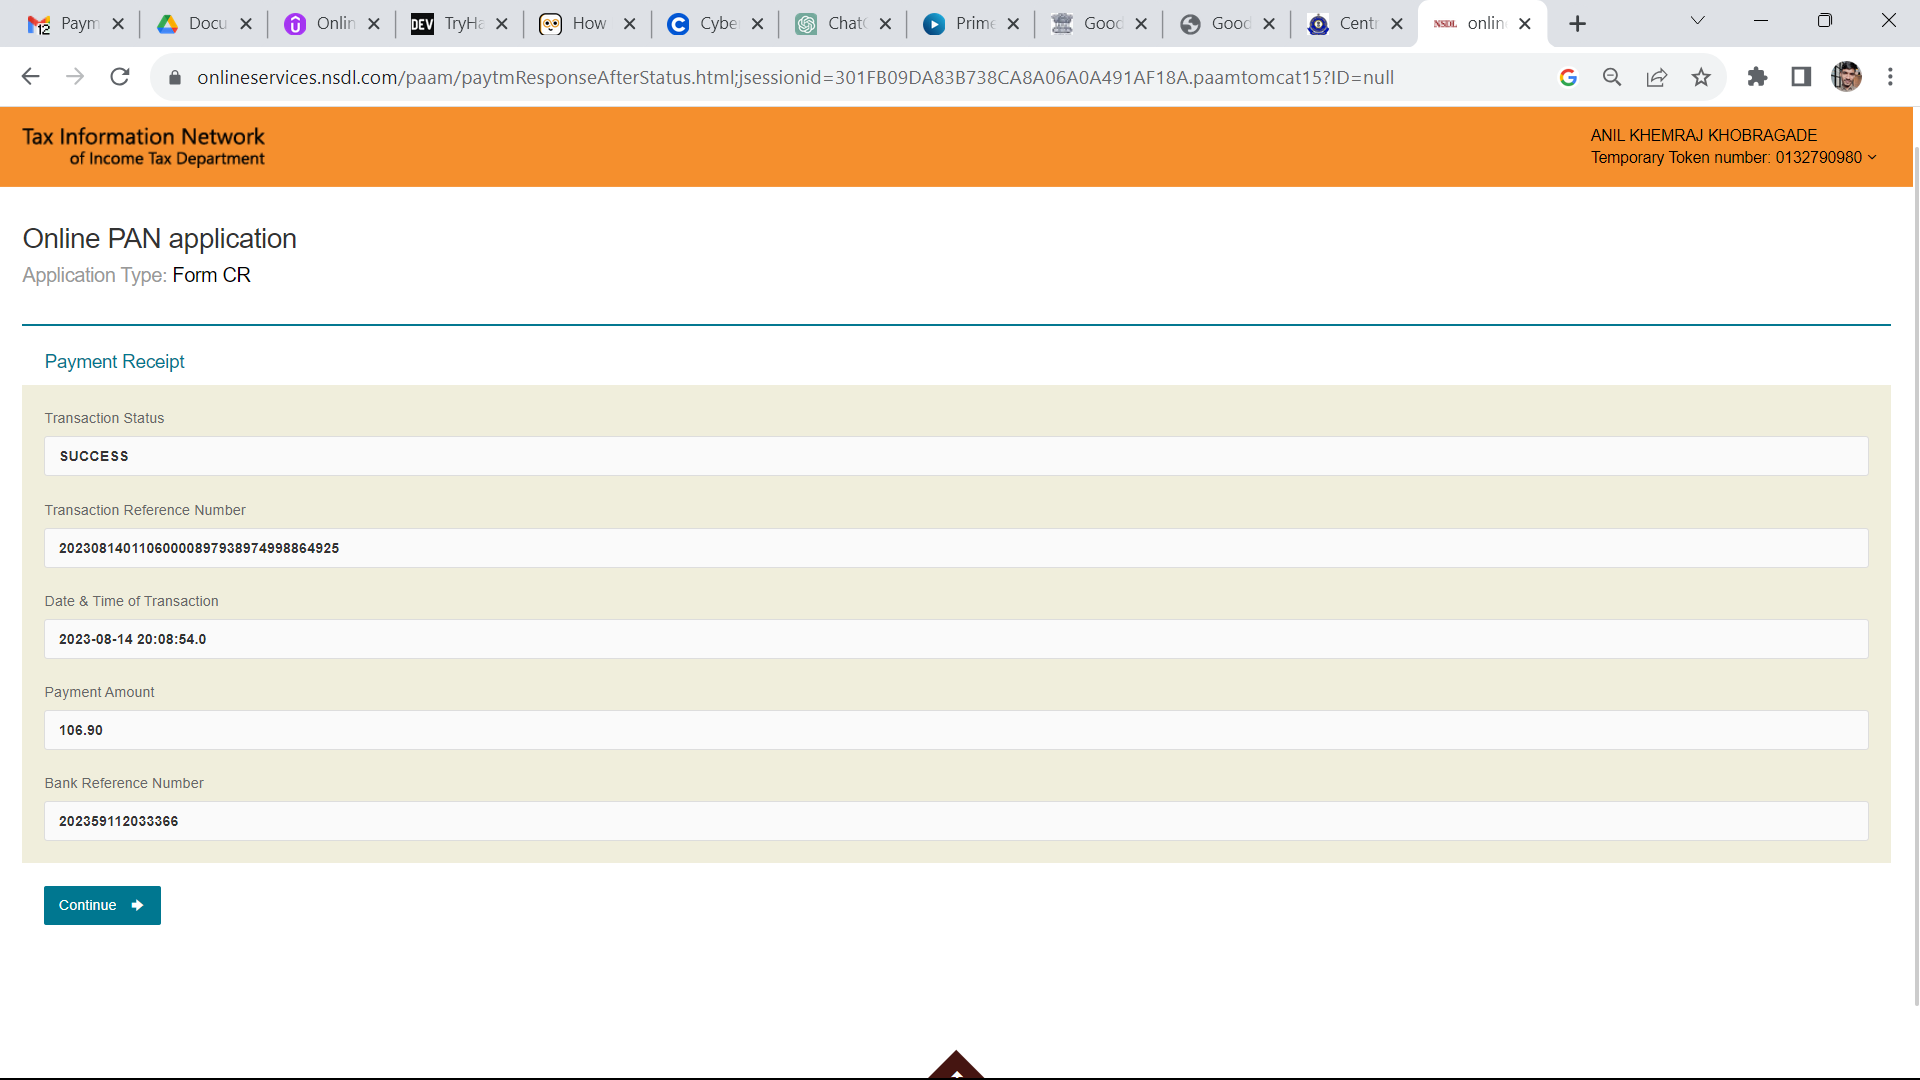 Paym
Docu
Onlin
TryHa
How
Cyber
ChatG
Prime
Good
Good
Centr
onlin
onlineservices.nsdl.com/paam/paytmResponseAfterStatus.html;jsessionid=301FB09DA83B738CA8A06A0A491AF18A.paamtomcat15?ID=null
Tax Information Network
of Income Tax Department
ANIL KHEMRAJ KHOBRAGADE
Temporary Token number: 0132790980
Online PAN application
Application Type: Form CR
Payment Receipt
Transaction Status
SUCCESS
Transaction Reference Number
20230814011060000897938974998864925
Date & Time of Transaction
2023-08-14 20:08:54.0
Payment Amount
106.90
Bank Reference Number
202359112033366
Continue